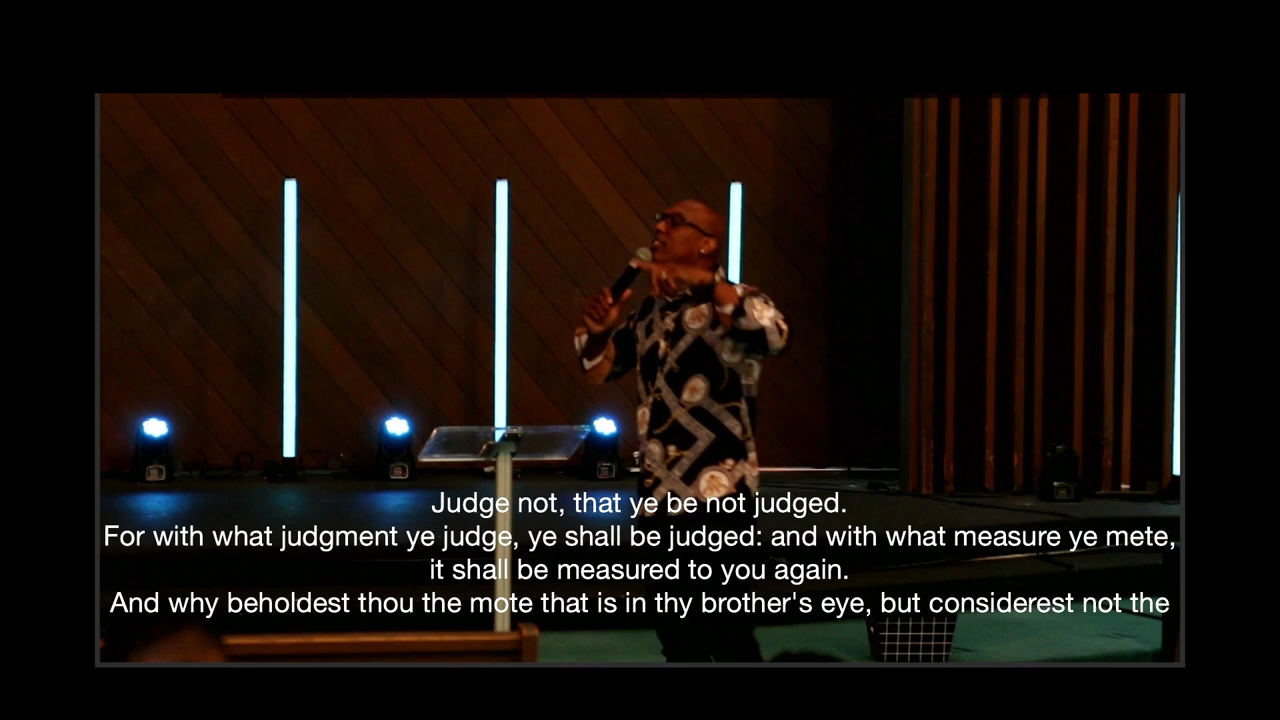 Judge not, that ye be not judged.
For with what judgment ye judge, ye shall be judged: and with what measure ye mete,
it shall be measured to you again.
And why beholdest thou the mote that is in thy brother's eye, but considerest not the